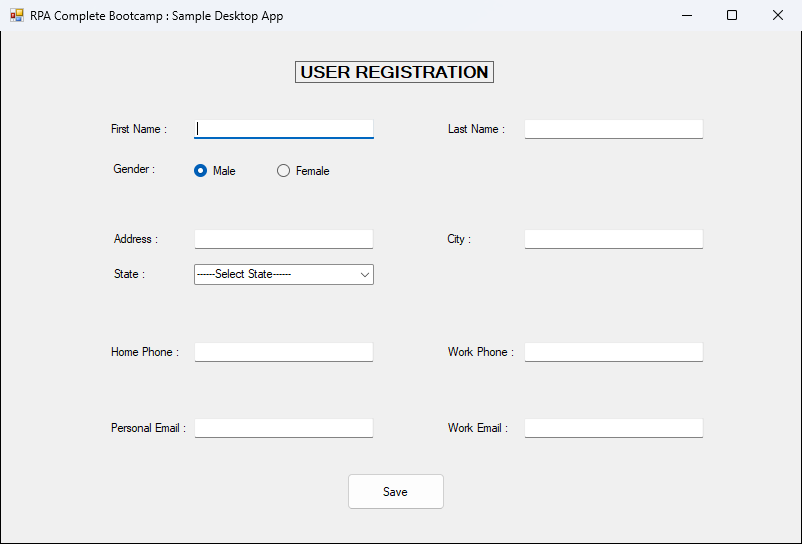 RPA Complete Bootcamp : Sample Desktop App
USER REGISTRATION
First Name :
Last Name :
Gender :
Male
Female
Address :
City :
State :
------Select State------
Home Phone :
Work Phone :
Personal Email :
Work Email :
Save